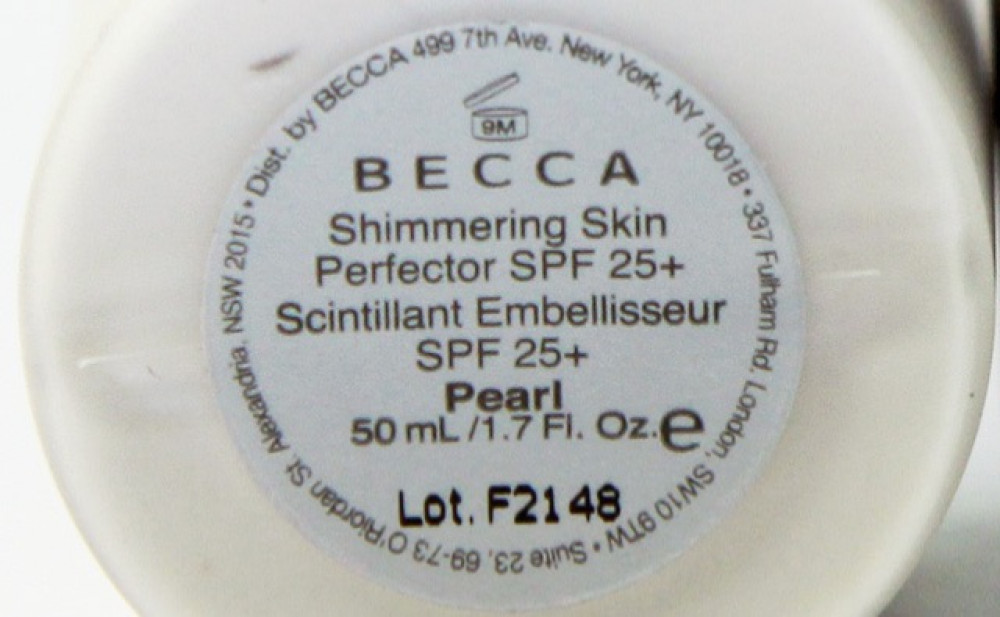 Dist. by BECCA 499 7th Ave. New York, NY 10018 • 337 Fulham Rd. London, SW10 9TW • Suite 23, 69-73 O'Riordan St. Alexandria, NSW 2015 •
9M
BECCA
Shimmering Skin
Perfector SPF 25+
Scintillant Embellisseur
SPF 25+
Pearl
50 mL /1.7 Fl. Oz. e
Lot. F2148